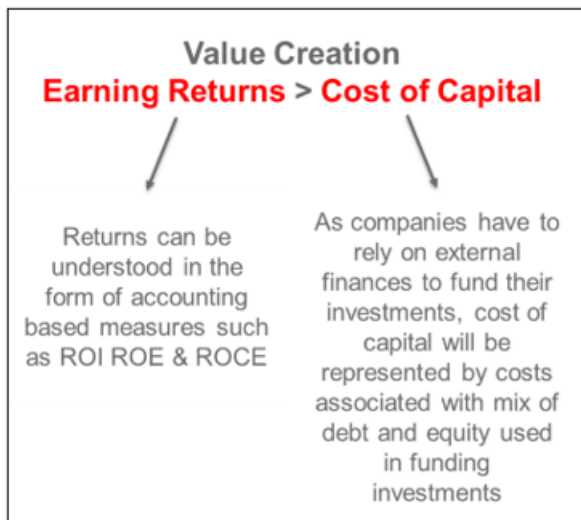 Value Creation
Earning Returns > Cost of Capital
Returns can be
understood in the
form of accounting
based measures such
as ROI ROE & ROCE
As companies have to
rely on external
finances to fund their
investments, cost of
capital will be
represented by costs
associated with mix of
debt and equity used
in funding
investments